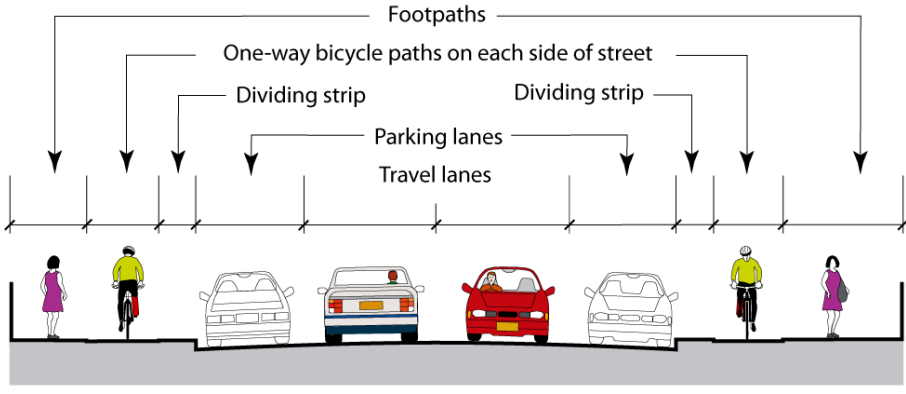 Footpaths
One-way bicycle paths on each side of street
Dividing strip
Dividing strip
Parking lanes
Travel lanes